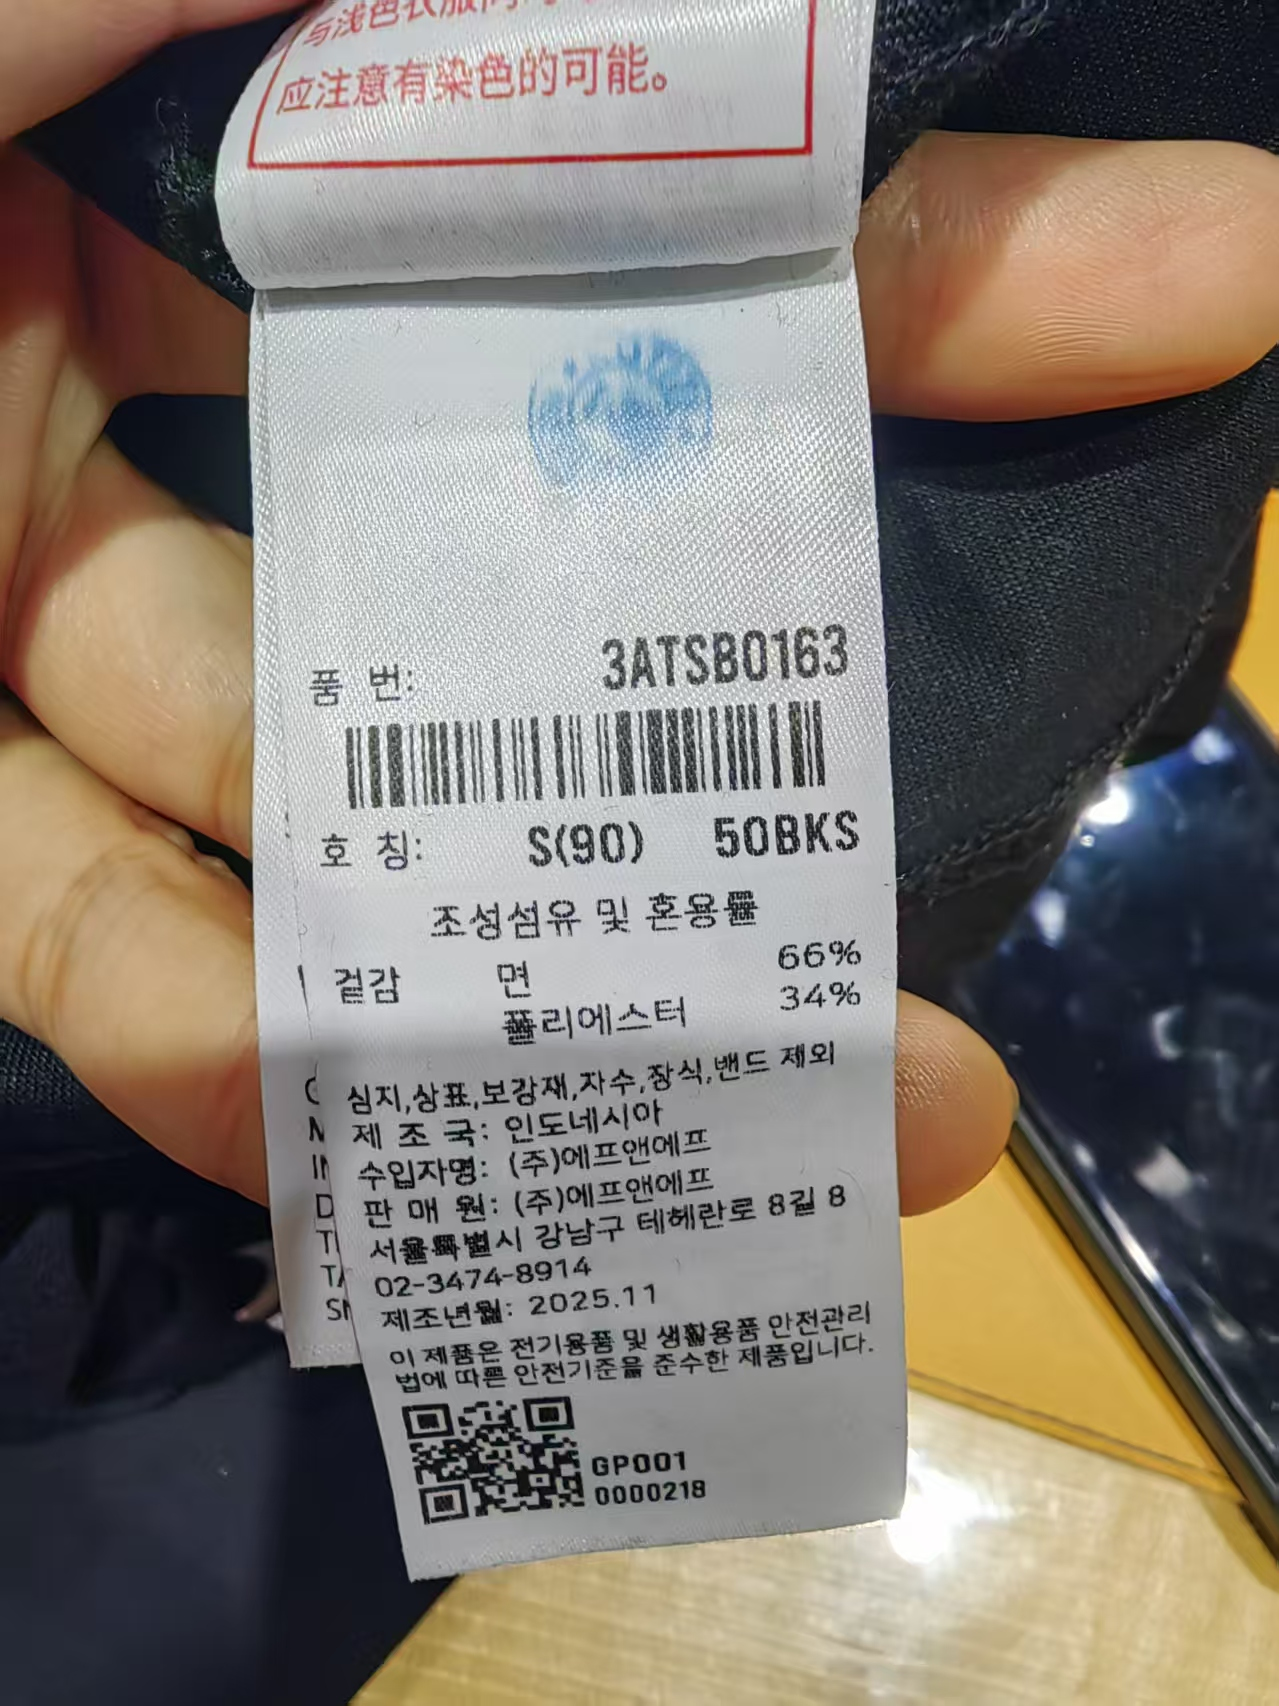 与浅色衣服
应注意有染色的可能。
품 번: 3ATSB0163
호 칭: S(90) 50BKS
조성섬유 및 혼용률
겉감 면 66%
폴리에스터 34%
심지,상표,보강재,자수,장식,밴드 제외
제 조 국: 인도네시아
수입자명: (주)에프앤에프
판 매 원: (주)에프앤에프
서울특별시 강남구 테헤란로 8길 8
02-3474-8914
제조년월: 2025.11
이 제품은 전기용품 및 생활용품 안전관리
법에 따른 안전기준을 준수한 제품입니다.
GP001
0000218